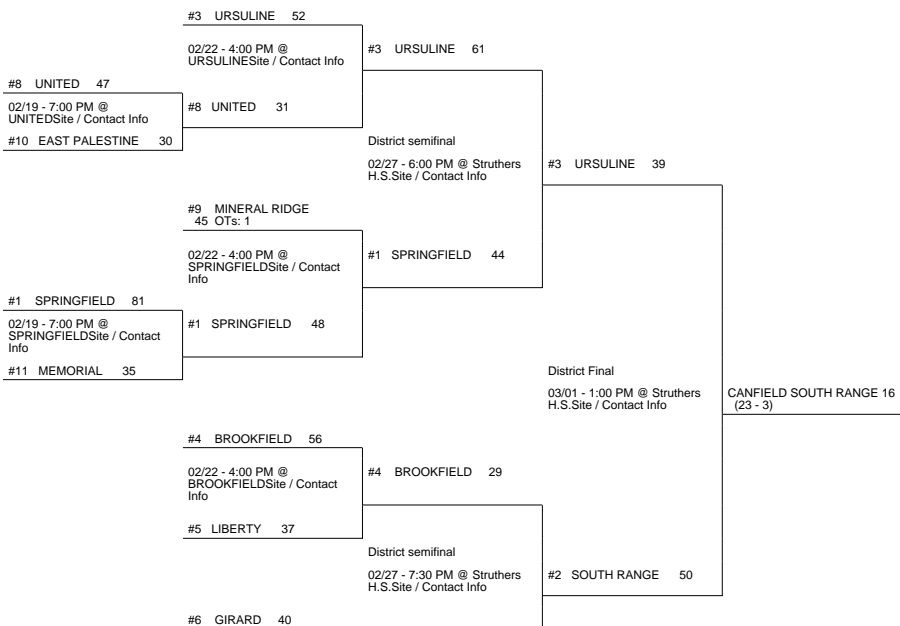 #3 URSULINE 52
02/22 - 4:00 PM @
URSULINESite / Contact Info
#3 URSULINE 61
#8 UNITED 47
02/19 - 7:00 PM @
UNITEDSite / Contact Info
#8 UNITED 31
#10 EAST PALESTINE 30
District semifinal
02/27 - 6:00 PM @ Struthers
H.S.Site / Contact Info
#3 URSULINE 39
#9 MINERAL RIDGE
45 OTs: 1
02/22 - 4:00 PM @
SPRINGFIELDSite / Contact
Info
#1 SPRINGFIELD 44
#1 SPRINGFIELD 81
02/19 - 7:00 PM @
SPRINGFIELDSite / Contact
Info
#1 SPRINGFIELD 48
#11 MEMORIAL 35
District Final
03/01 - 1:00 PM @ Struthers
H.S.Site / Contact Info
CANFIELD SOUTH RANGE 16
(23 - 3)
#4 BROOKFIELD 56
02/22 - 4:00 PM @
BROOKFIELDSite / Contact
Info
#4 BROOKFIELD 29
#5 LIBERTY 37
District semifinal
02/27 - 7:30 PM @ Struthers
H.S.Site / Contact Info
#2 SOUTH RANGE 50
#6 GIRARD 40